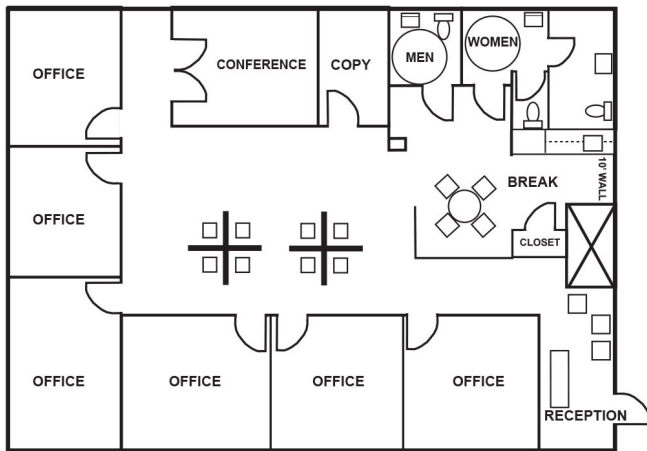 OFFICE
CONFERENCE
COPY
MEN
WOMEN
BREAK
10' WALL
OFFICE
CLOSET
OFFICE
OFFICE
OFFICE
OFFICE
RECEPTION